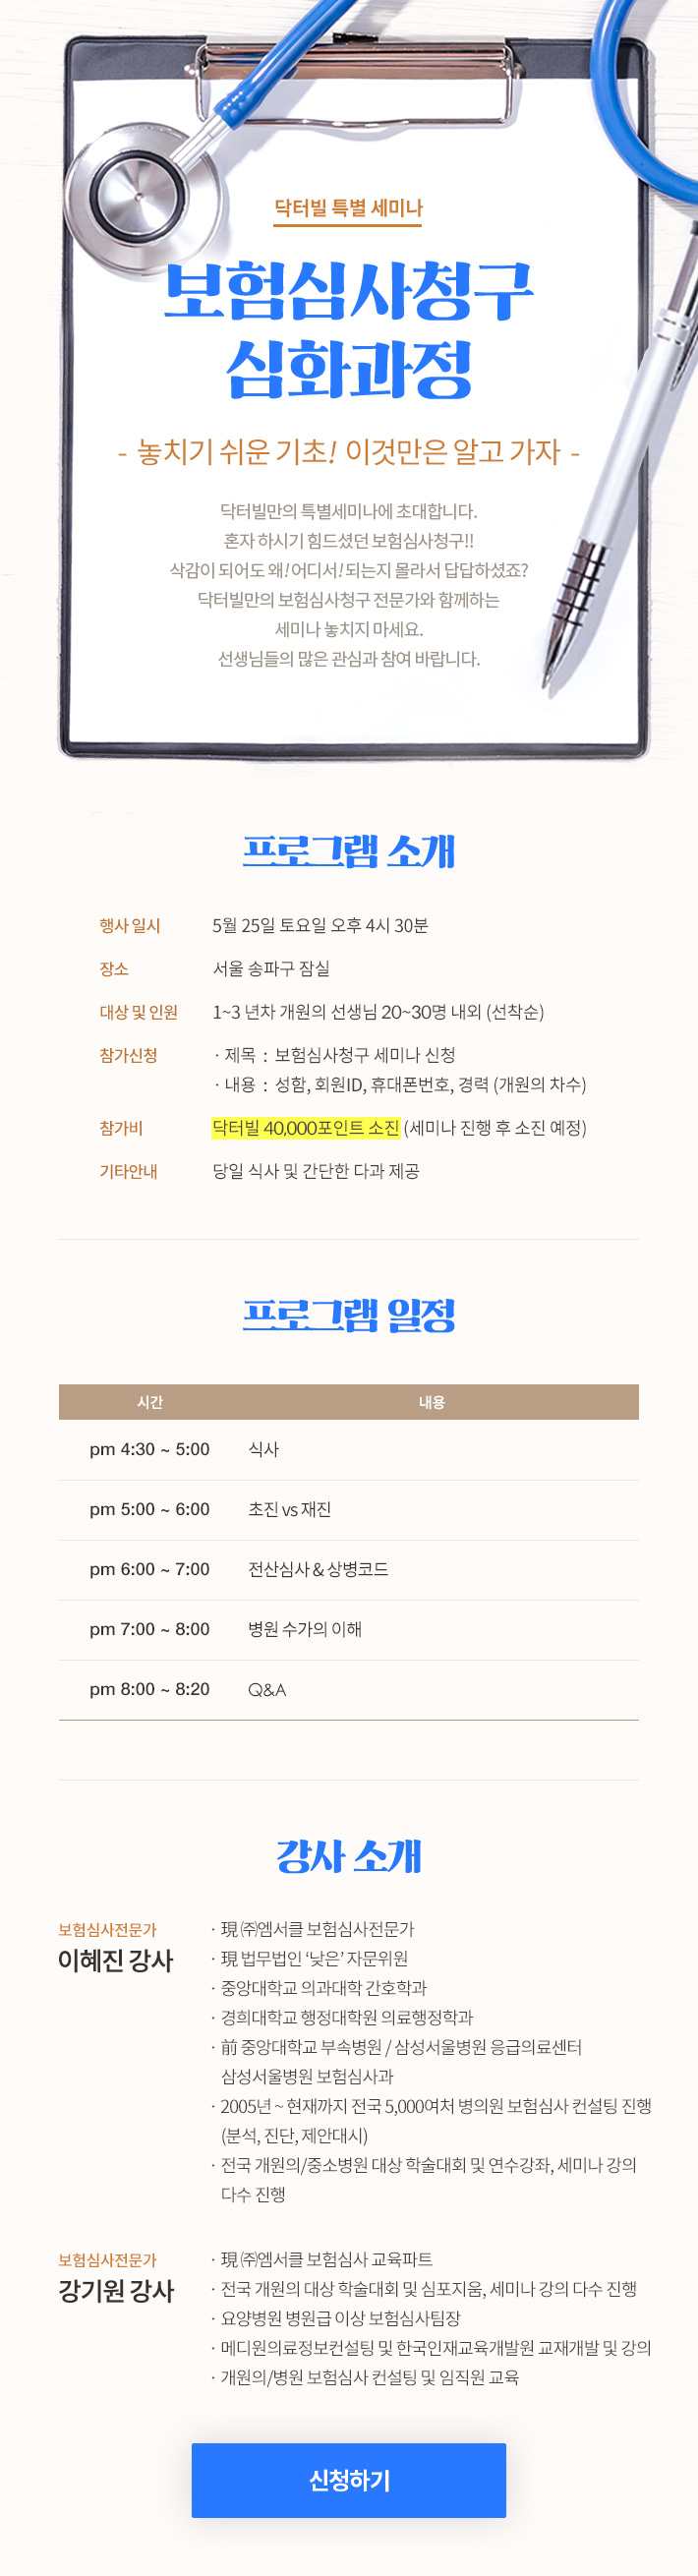 닥터빌 특별 세미나
보험심사청구
심화과정
- 놓치기 쉬운 기초! 이것만은 알고 가자 -
닥터빌만의 특별세미나에 초대합니다.
혼자 하시기 힘드셨던 보험심사청구!!
삭감이 되어도 왜! 어디서! 되는지 몰라서 답답하셨죠?
닥터빌만의 보험심사청구 전문가와 함께하는
세미나 놓치지 마세요.
선생님들의 많은 관심과 참여 바랍니다.
프로그램 소개
행사 일시 5월 25일 토요일 오후 4시 30분
장소 서울 송파구 잠실
대상 및 인원 1~3 년차 개원의 선생님 20~30명 내외 (선착순)
참가신청 · 제목 : 보험심사청구 세미나 신청
· 내용 : 성함, 회원ID, 휴대폰번호, 경력 (개원의 차수)
참가비 닥터빌 40,000포인트 소진 (세미나 진행 후 소진 예정)
기타안내 당일 식사 및 간단한 다과 제공
프로그램 일정
시간 내용
pm 4:30 ~ 5:00 식사
pm 5:00 ~ 6:00 초진 vs 재진
pm 6:00 ~ 7:00 전산심사 & 상병코드
pm 7:00 ~ 8:00 병원 수가의 이해
pm 8:00 ~ 8:20 Q&A
강사 소개
보험심사전문가
이혜진 강사
· 現 ㈜엠서클 보험심사전문가
· 現 법무법인 ‘낮은’ 자문위원
· 중앙대학교 의과대학 간호학과
· 경희대학교 행정대학원 의료행정학과
· 前 중앙대학교 부속병원 / 삼성서울병원 응급의료센터
삼성서울병원 보험심사과
· 2005년 ~ 현재까지 전국 5,000여처 병의원 보험심사 컨설팅 진행
(분석, 진단, 제안대시)
· 전국 개원의/중소병원 대상 학술대회 및 연수강좌, 세미나 강의
다수 진행
보험심사전문가
강기원 강사
· 現 ㈜엠서클 보험심사 교육파트
· 전국 개원의 대상 학술대회 및 심포지움, 세미나 강의 다수 진행
· 요양병원 병원급 이상 보험심사팀장
· 메디원의료정보컨설팅 및 한국인재교육개발원 교재개발 및 강의
· 개원의/병원 보험심사 컨설팅 및 임직원 교육
신청하기